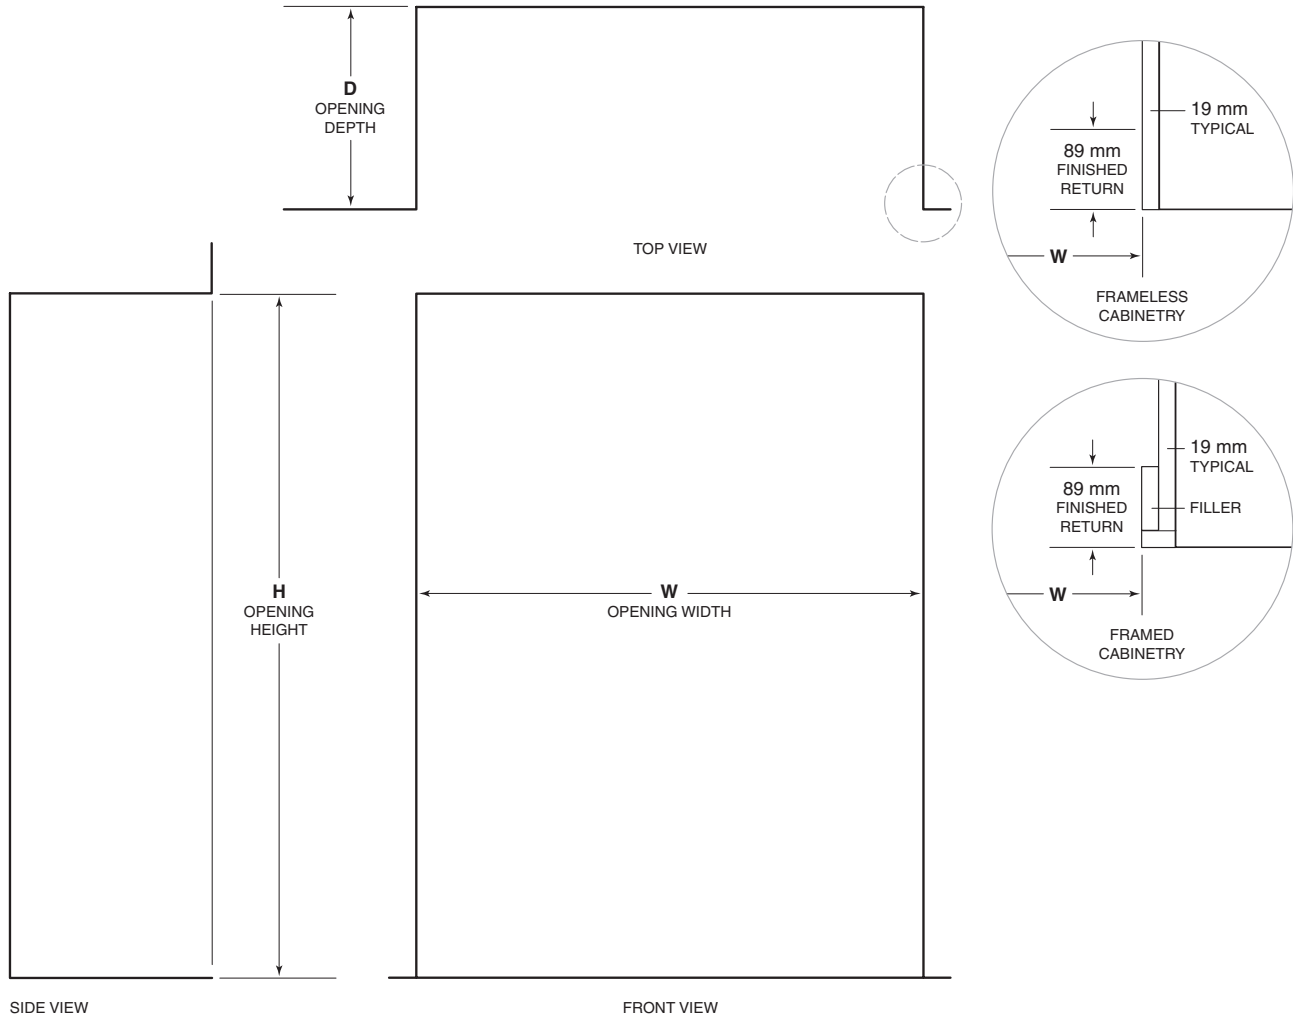 D
OPENING
DEPTH
TOP VIEW
19 mm
TYPICAL
89 mm
FINISHED
RETURN
W
FRAMELESS
CABINETRY
H
OPENING
HEIGHT
W
OPENING WIDTH
19 mm
TYPICAL
89 mm
FINISHED
RETURN
FILLER
W
FRAMED
CABINETRY
SIDE VIEW
FRONT VIEW